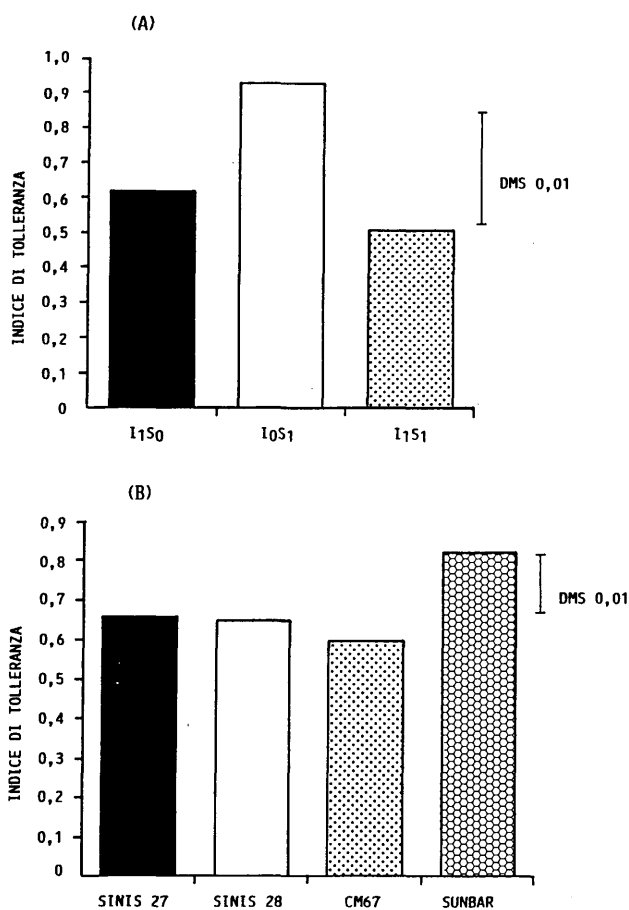 (A)
INDICE DI TOLLERANZA
1,0
0,9
0,8
0,7
0,6
0,5
0,4
0,3
0,2
0,1
0
DMS 0,01
I1S0
I0S1
I1S1
(B)
INDICE DI TOLLERANZA
0,9
0,8
0,7
0,6
0,5
0,4
0,3
0,2
0,1
0
DMS 0,01
SINIS 27
SINIS 28
CM67
SUNBAR